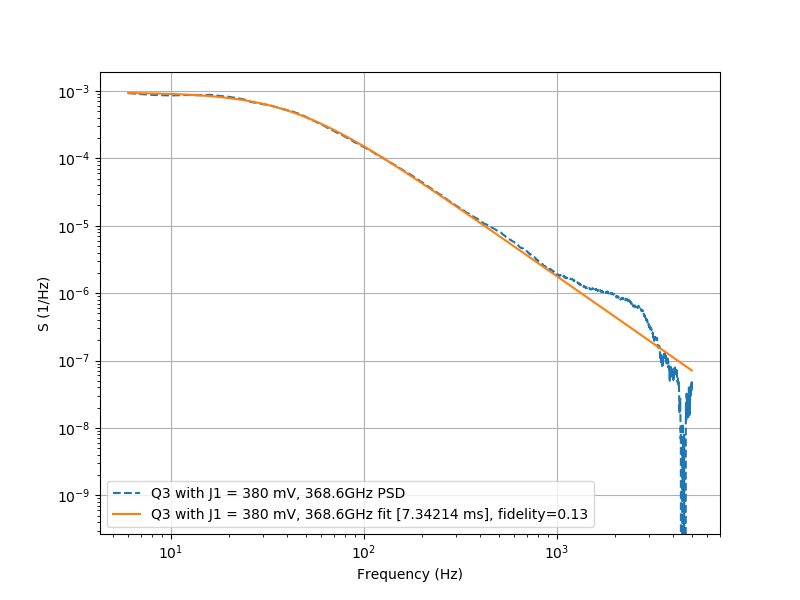 10⁻³
10⁻⁴
10⁻⁵
10⁻⁶
10⁻⁷
10⁻⁸
10⁻⁹
S (1/Hz)
Q3 with J1 = 380 mV, 368.6GHz PSD
Q3 with J1 = 380 mV, 368.6GHz fit [7.34214 ms], fidelity=0.13
10¹ 10² 10³
Frequency (Hz)